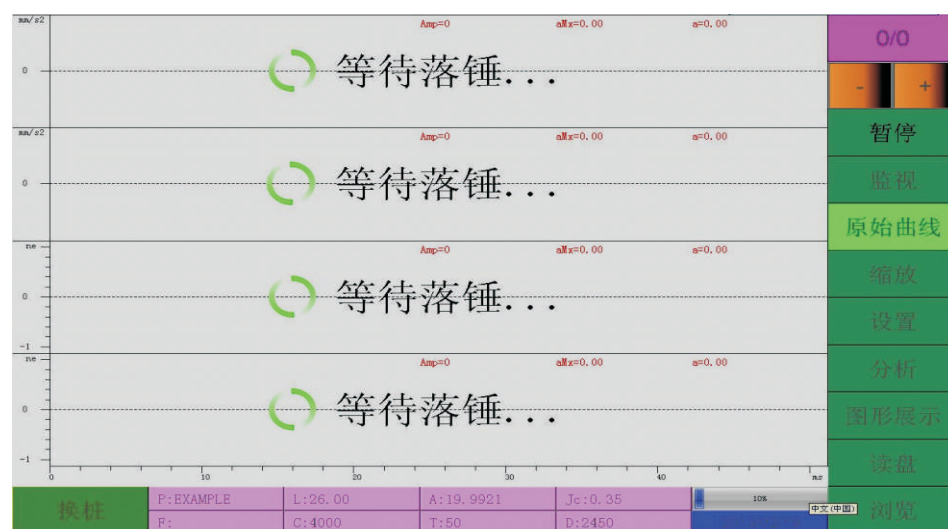 mm/s2
Amp=0 aMx=0.00 a=0.00
0
等待落锤...
mm/s2
Amp=0 aMx=0.00 a=0.00
0
等待落锤...
ne
Amp=0 aMx=0.00 a=0.00
0
等待落锤...
-1
ne
Amp=0 aMx=0.00 a=0.00
0
等待落锤...
-1
0 10 20 30 40 ms
换桩
P:EXAMPLE L:26.00 A:19.9921 Jc:0.35
F: C:4000 T:50 D:2450
10%
中文(中国)
0/0
- +
暂停
监视
原始曲线
缩放
设置
分析
图形展示
读盘
浏览